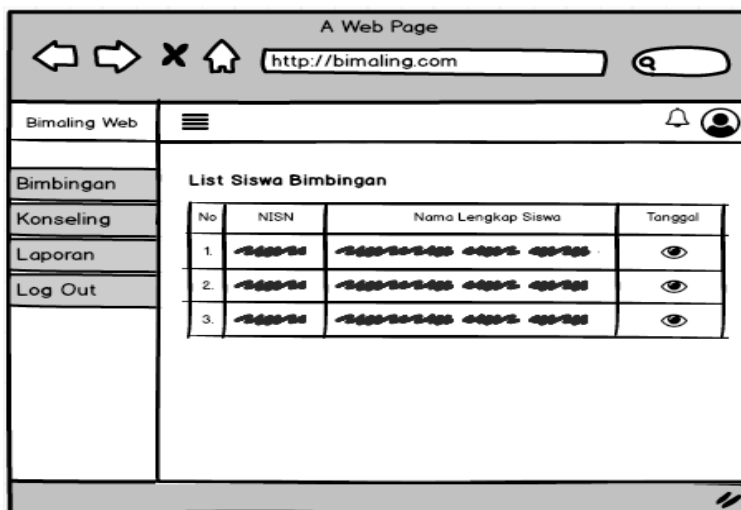 A Web Page
http://bimaling.com
Bimaling Web
Bimbingan
Konseling
Laporan
Log Out
List Siswa Bimbingan
No NISN Nama Lengkap Siswa Tanggal
1.
2.
3.